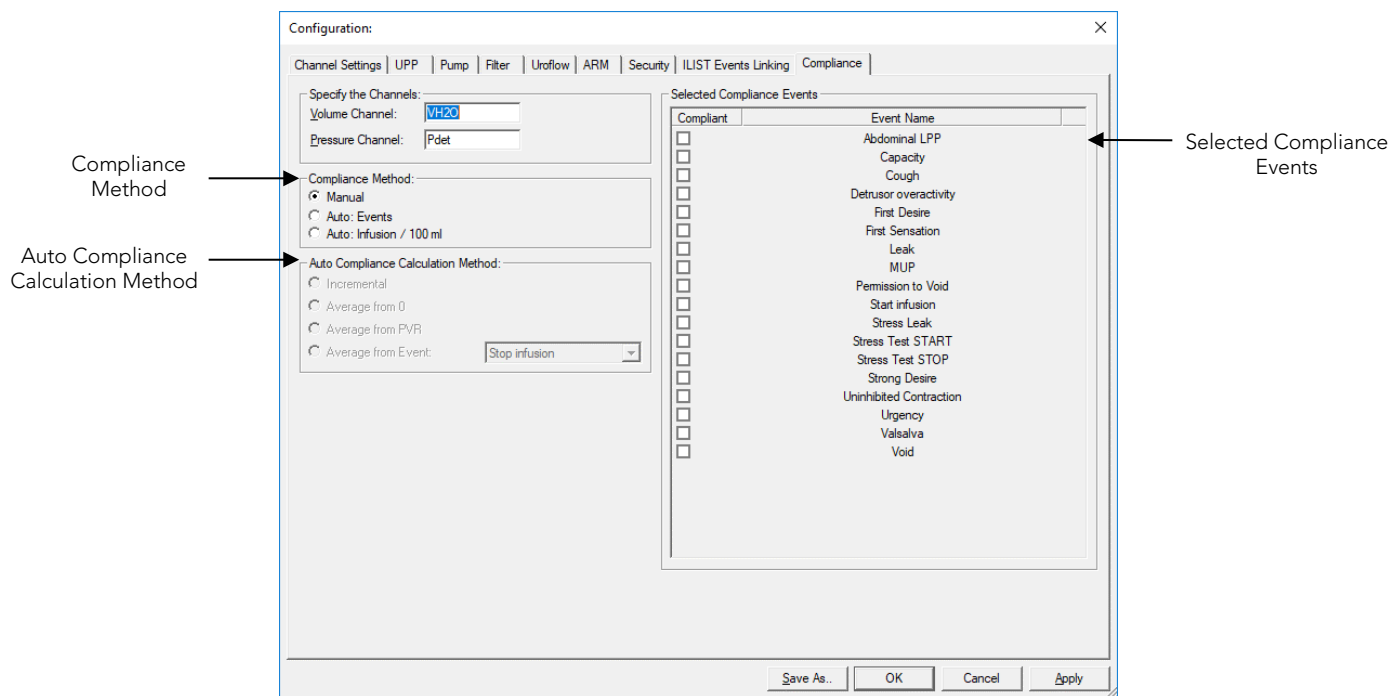 Configuration:
Channel Settings UPP Pump Filter Uroflow ARM Security ILIST Events Linking Compliance
Specify the Channels:
Volume Channel: VH2O
Pressure Channel: Pdet
Compliance Method:
Manual
Auto: Events
Auto: Infusion / 100 ml
Auto Compliance Calculation Method:
Incremental
Average from 0
Average from PVR
Average from Event: Stop infusion
Selected Compliance Events
Compliant Event Name
Abdominal LPP
Capacity
Cough
Detrusor overactivity
First Desire
First Sensation
Leak
MUP
Permission to Void
Start infusion
Stress Leak
Stress Test START
Stress Test STOP
Strong Desire
Uninhibited Contraction
Urgency
Valsalva
Void
Save As.. OK Cancel Apply
Compliance
Method
Auto Compliance
Calculation Method
Selected Compliance
Events